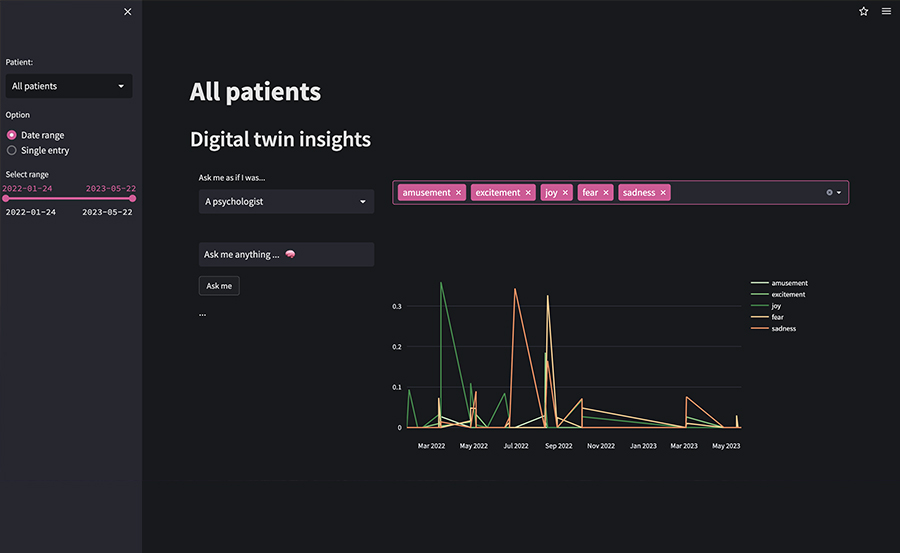 Patient:
All patients
Option
Date range
Single entry
Select range
2022-01-24 2023-05-22
2022-01-24 2023-05-22
All patients
Digital twin insights
Ask me as if I was...
A psychologist
Ask me anything ... 🧠
Ask me
...
amusement × excitement × joy × fear × sadness ×
0.3
0.2
0.1
0
Mar 2022 May 2022 Jul 2022 Sep 2022 Nov 2022 Jan 2023 Mar 2023 May 2023
amusement
excitement
joy
fear
sadness